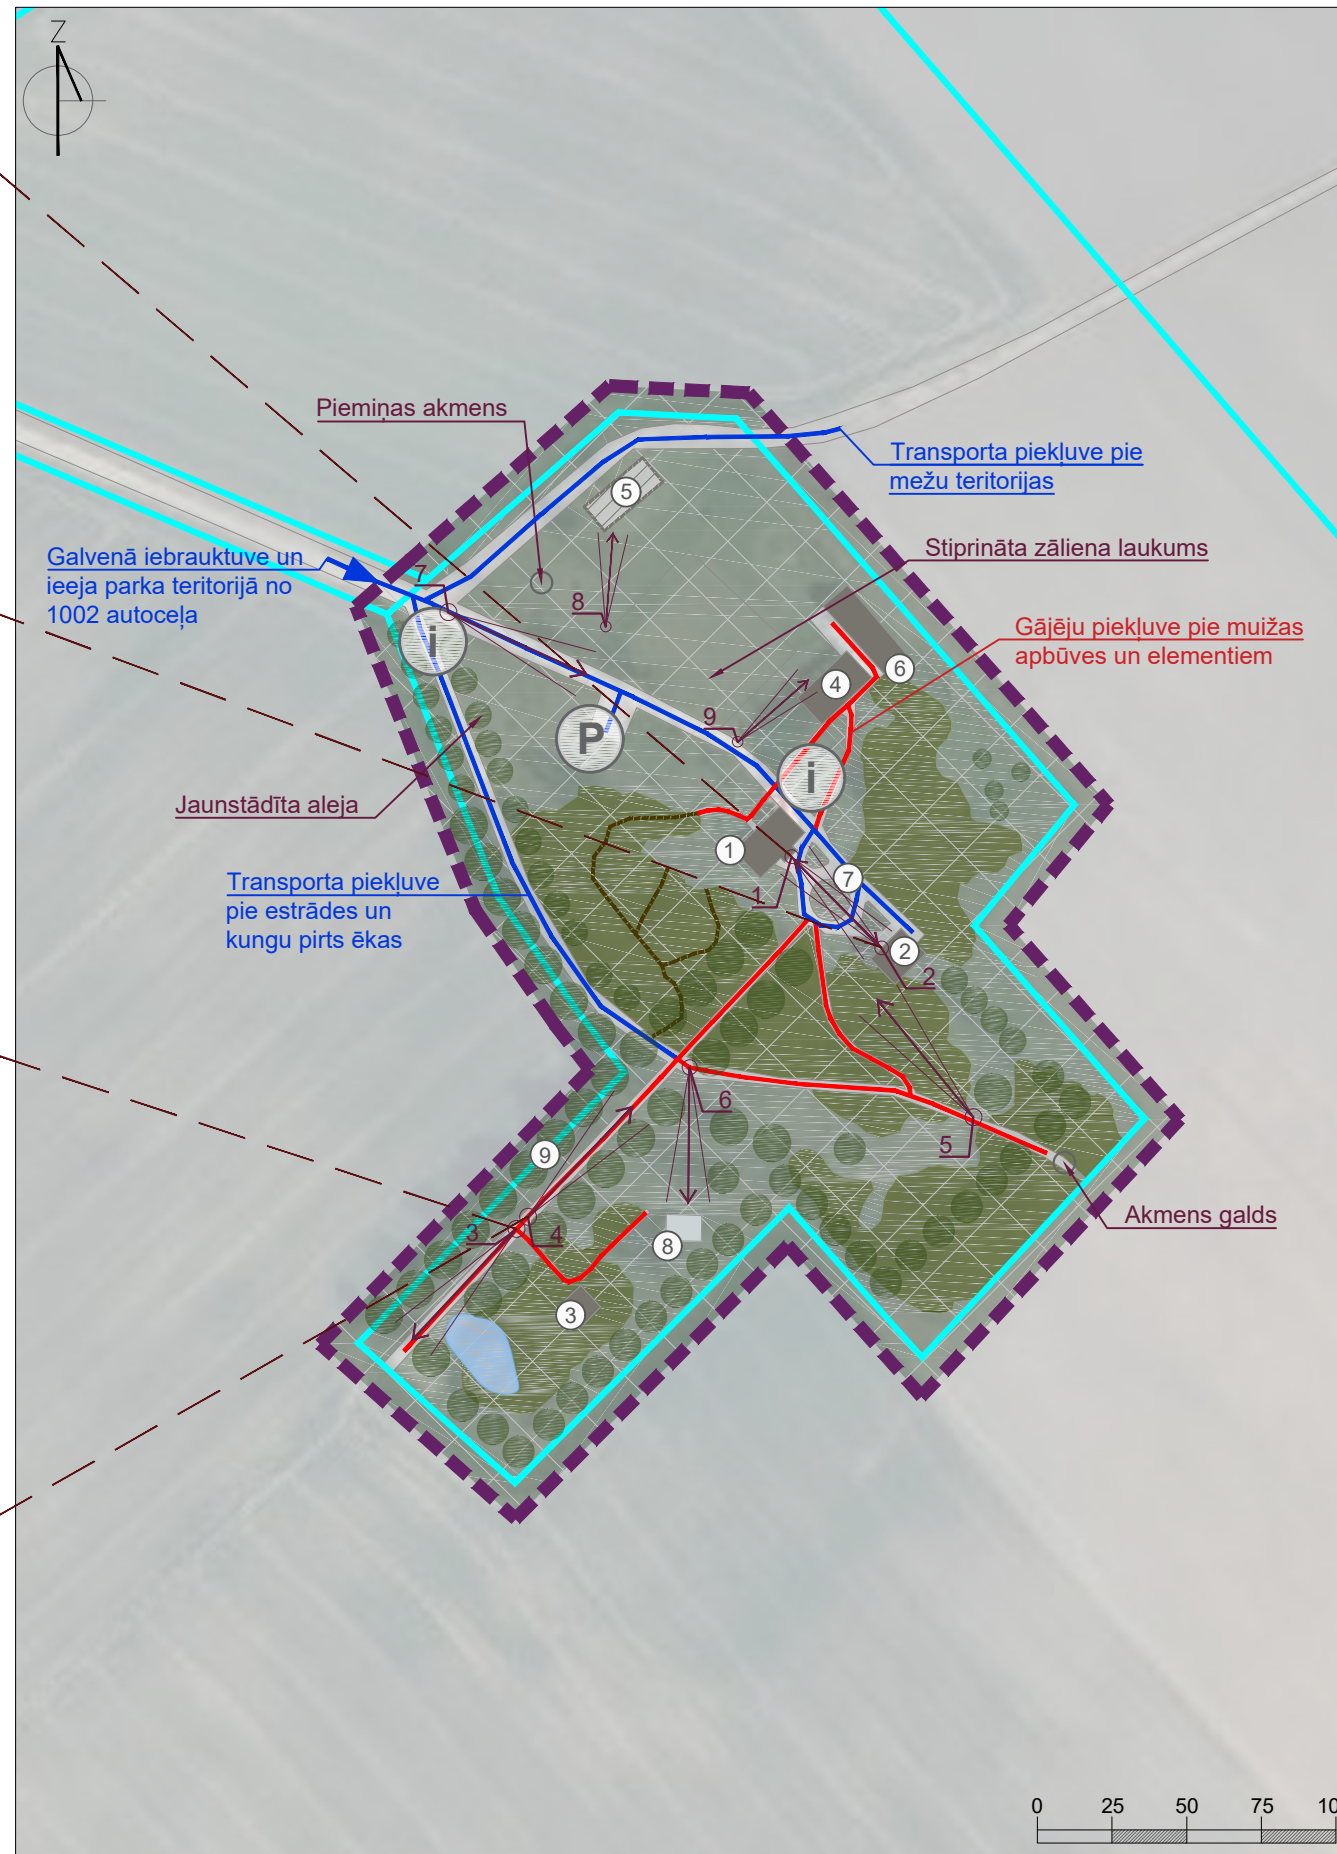 Z
Piemiņas akmens
Transporta piekļuve pie
mežu teritorijas
5
Galvenā iebrauktuve un
ieeja parka teritorijā no
1002 autoceļa
7
8
Stiprināta zāliena laukums
Gājēju piekļuve pie muižas
apbūves un elementiem
i
6
4
9
P
i
Jaunstādīta aleja
1
1
7
Transporta piekļuve
pie estrādes un
kungu pirts ēkas
2
2
6
5
9
Akmens galds
3
4
8
3
0 25 50 75 10